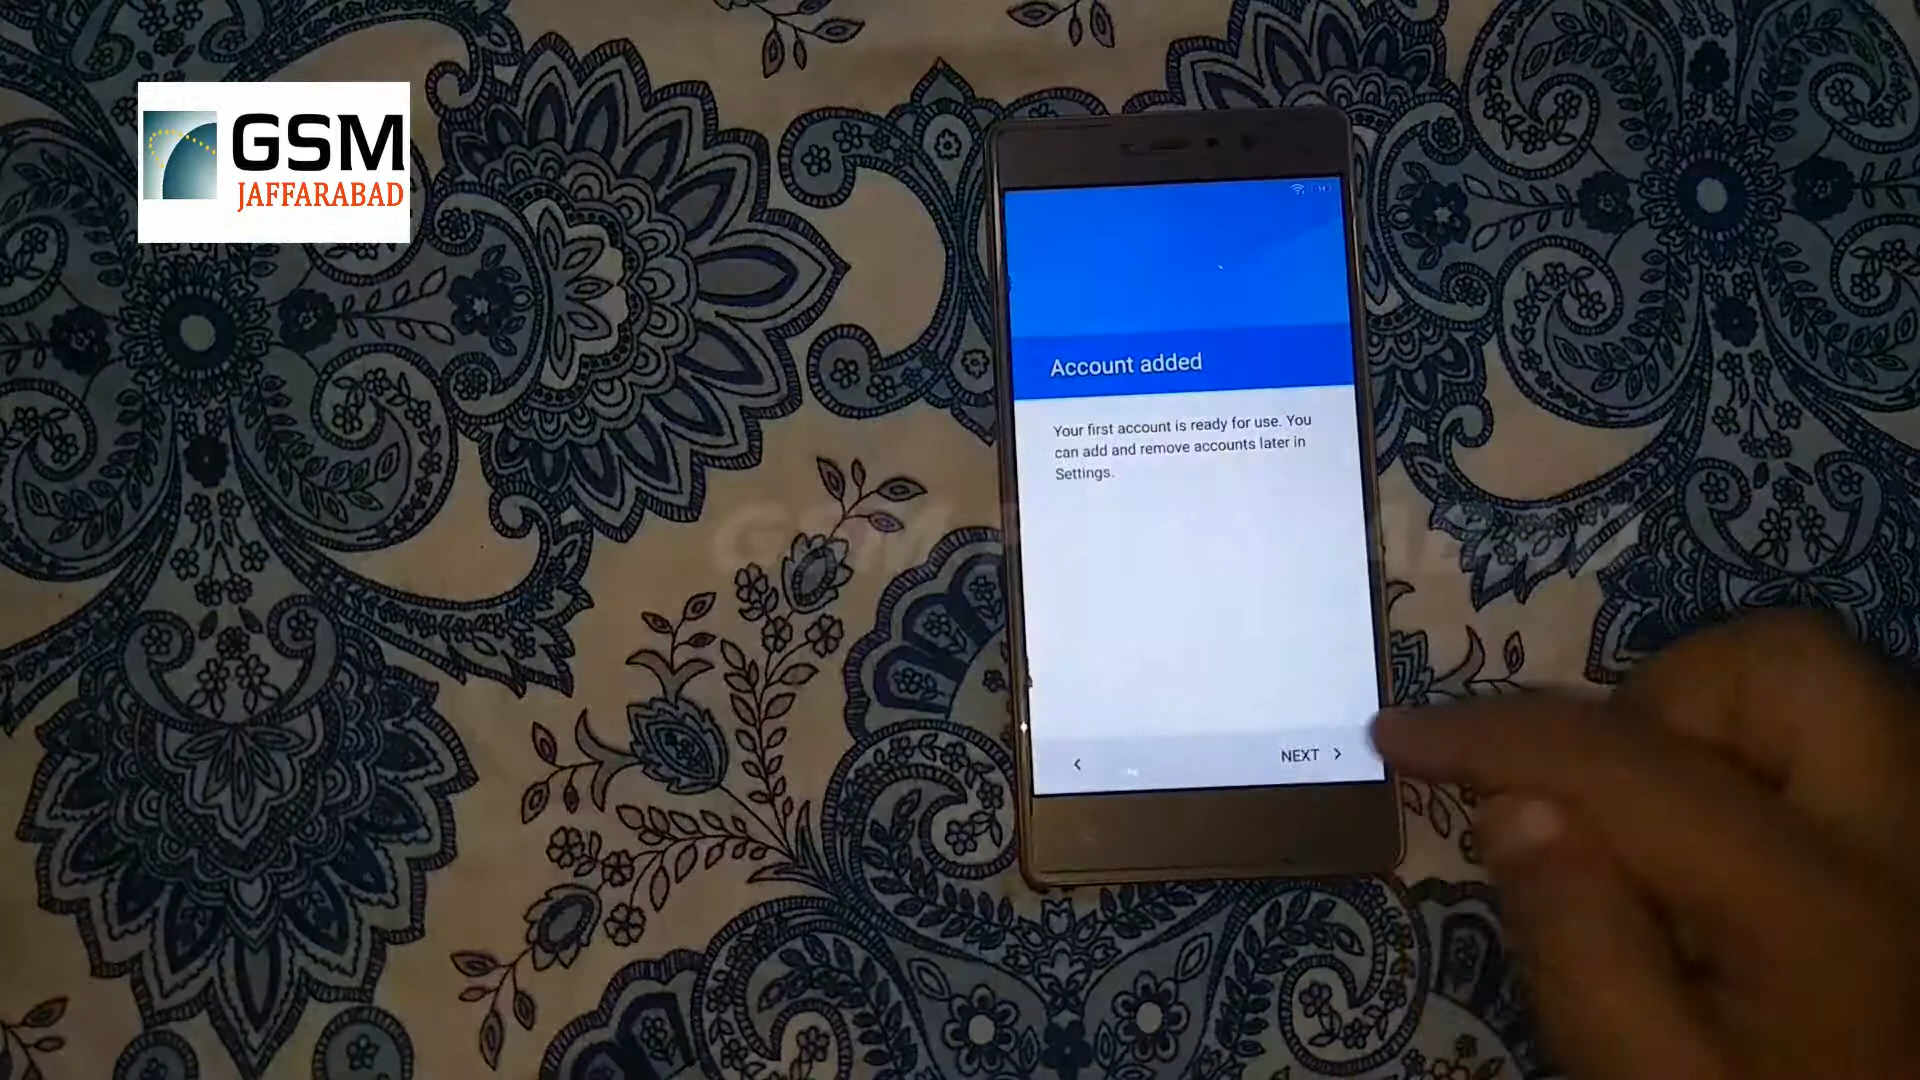 GSM
JAFFARABAD
14
Account added
Your first account is ready for use. You
can add and remove accounts later in
Settings.
NEXT